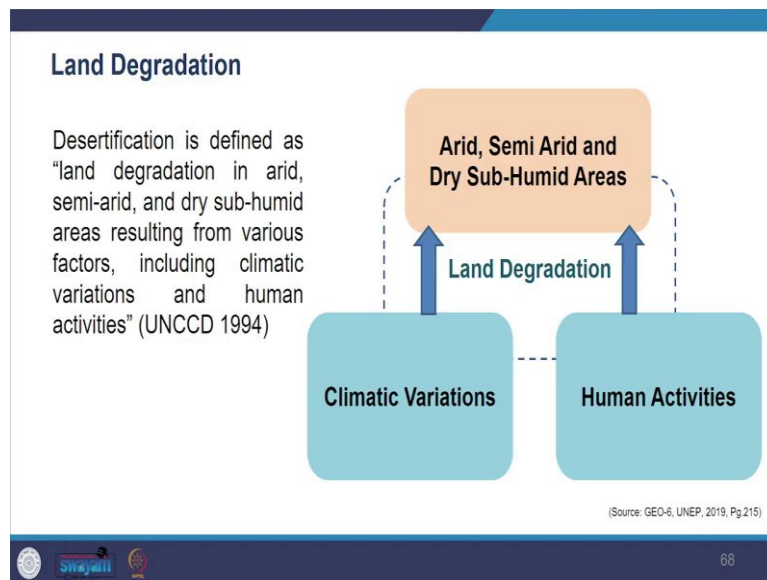 Land Degradation
Desertification is defined as
“land degradation in arid,
semi-arid, and dry sub-humid
areas resulting from various
factors, including climatic
variations and human
activities” (UNCCD 1994)
Arid, Semi Arid and
Dry Sub-Humid Areas
Land Degradation
Climatic Variations
Human Activities
(Source: GEO-6, UNEP, 2019, Pg.215)
swayam
68